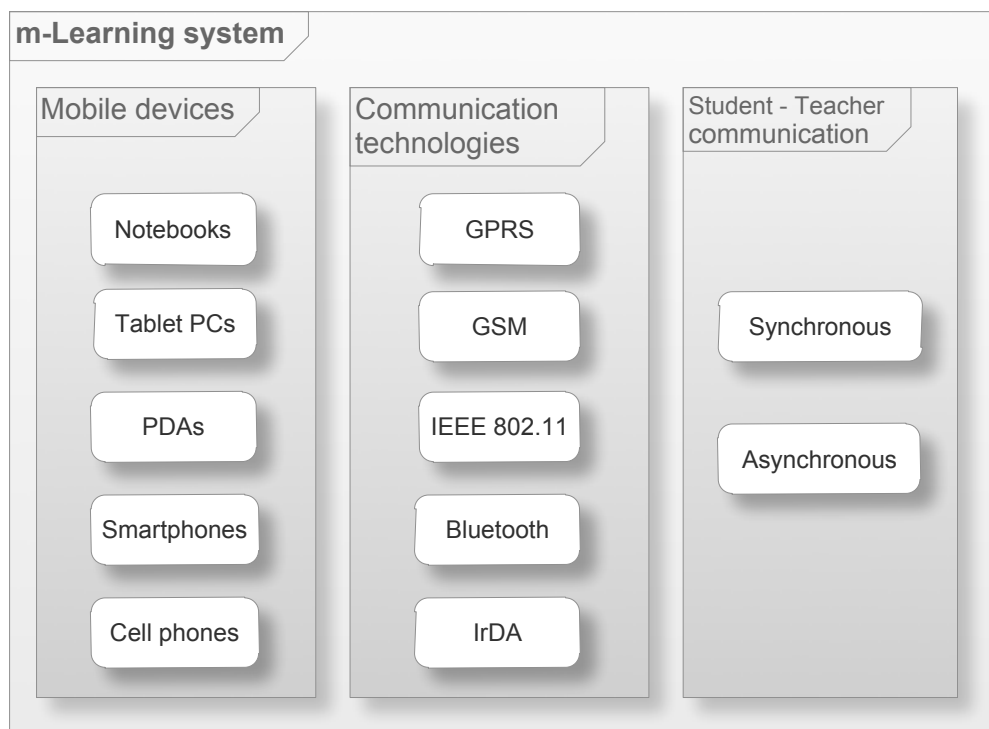 m-Learning system
Mobile devices
Notebooks
Tablet PCs
PDAs
Smartphones
Cell phones
Communication
technologies
GPRS
GSM
IEEE 802.11
Bluetooth
IrDA
Student - Teacher
communication
Synchronous
Asynchronous